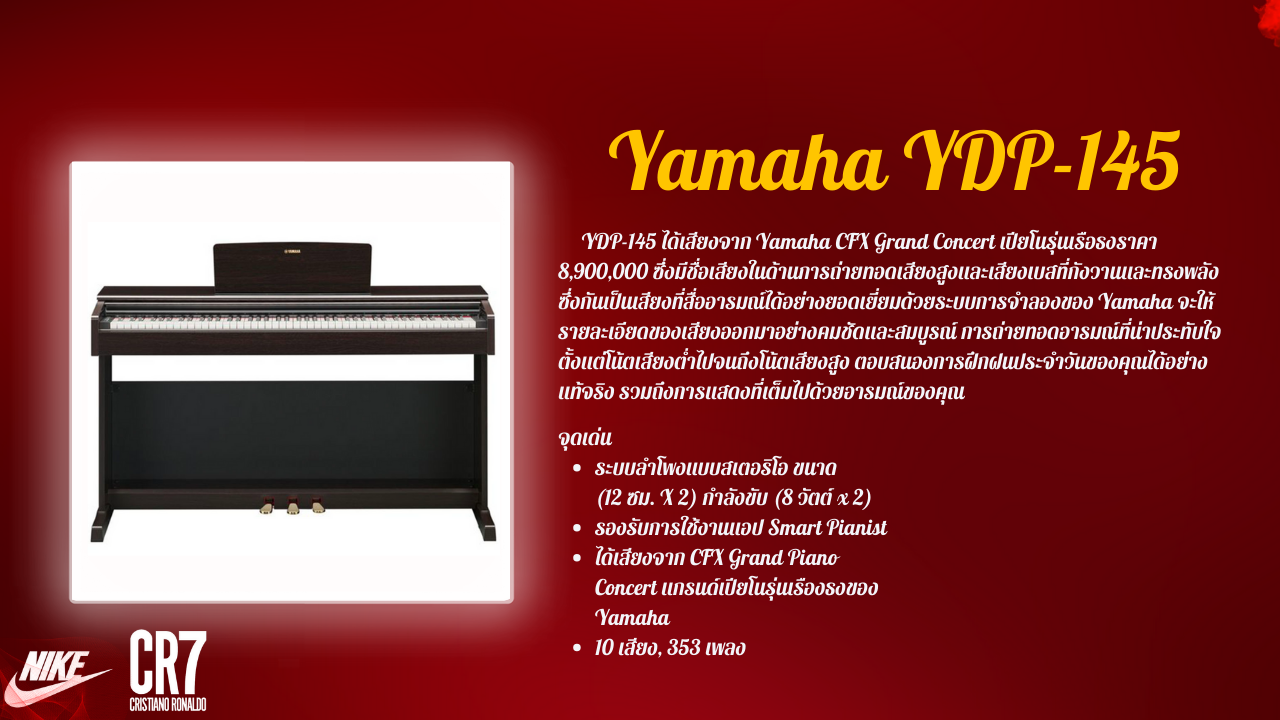 Yamaha YDP-145
YDP-145 ได้เสียงจาก Yamaha CFX Grand Concert เปียโนรุ่นเรือธงราคา
8,900,000 ซึ่งมีชื่อเสียงในด้านการถ่ายทอดเสียงสูงและเสียงเบสที่กังวานและทรงพลัง
ซึ่งกันเป็นเสียงที่สื่ออารมณ์ได้อย่างยอดเยี่ยมด้วยระบบการจำลองของ Yamaha จะให้
รายละเอียดของเสียงออกมาอย่างคมชัดและสมบูรณ์ การถ่ายทอดอารมณ์ที่น่าประทับใจ
ตั้งแต่โน้ตเสียงต่ำไปจนถึงโน้ตเสียงสูง ตอบสนองการฝึกฝนประจำวันของคุณได้อย่าง
แท้จริง รวมถึงการแสดงที่เต็มไปด้วยอารมณ์ของคุณ
จุดเด่น
• ระบบลำโพงแบบสเตอริโอ ขนาด
(12 ซม. X 2) กำลังขับ (8 วัตต์ x 2)
• รองรับการใช้งานแอป Smart Pianist
• ได้เสียงจาก CFX Grand Piano
Concert แกรนด์เปียโนรุ่นเรืองธงของ
Yamaha
• 10 เสียง, 353 เพลง
YAMAHA
NIKE
CR7
CRISTIANO RONALDO